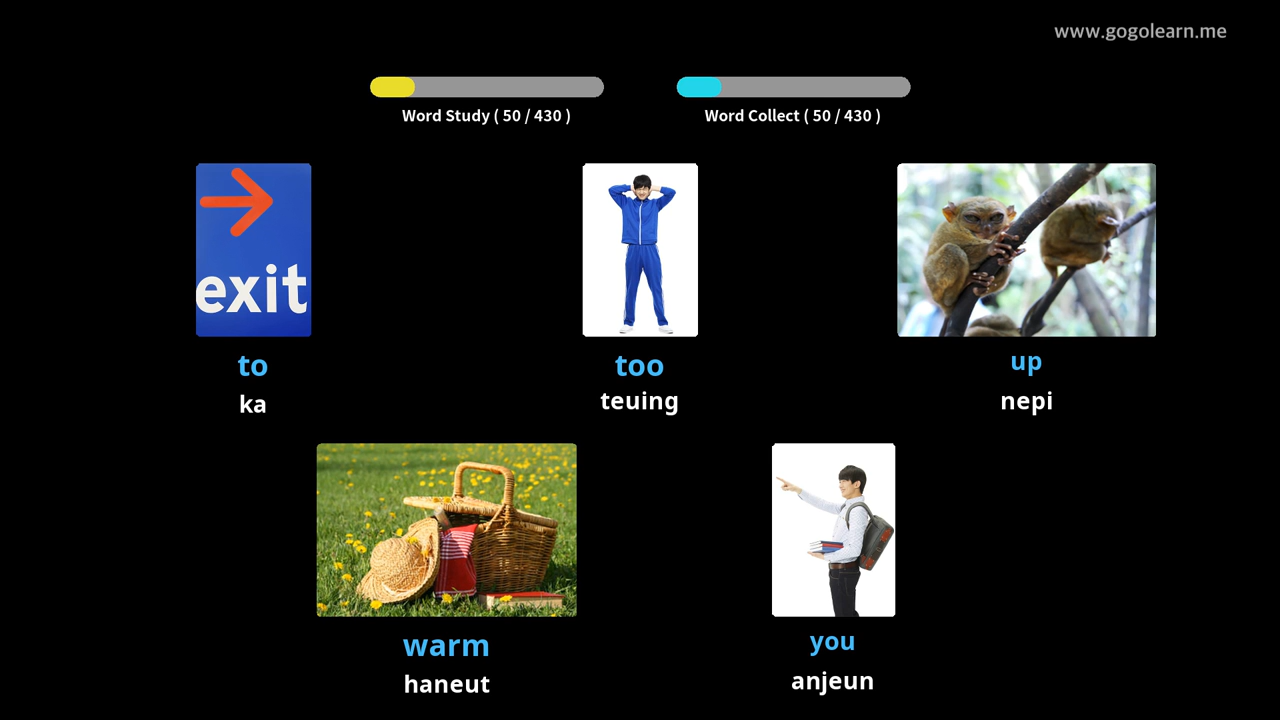 www.gogolearn.me
Word Study ( 50 / 430 )
Word Collect ( 50 / 430 )
exit
to
ka
too
teuing
up
nepi
warm
haneut
you
anjeun